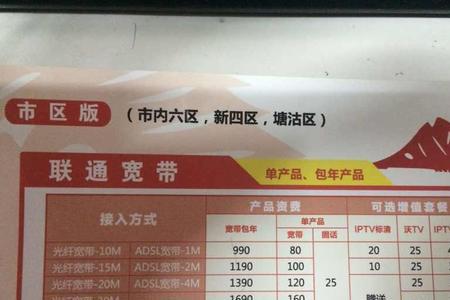 市区版 (市内六区，新四区，塘沽区)
联通宽带 单产品、包年产品
接入方式 产品资费 可选增值套餐
宽带包年 单产品 IPTV标清 沃TV
宽带 固话
光纤宽带-10M ADSL宽带-1M 990 80 20 25
光纤宽带-15M ADSL宽带-2M 1190 100 10 25
光纤宽带-20M ADSL宽带-4M 1390 120 25 25
1690 160 赠送